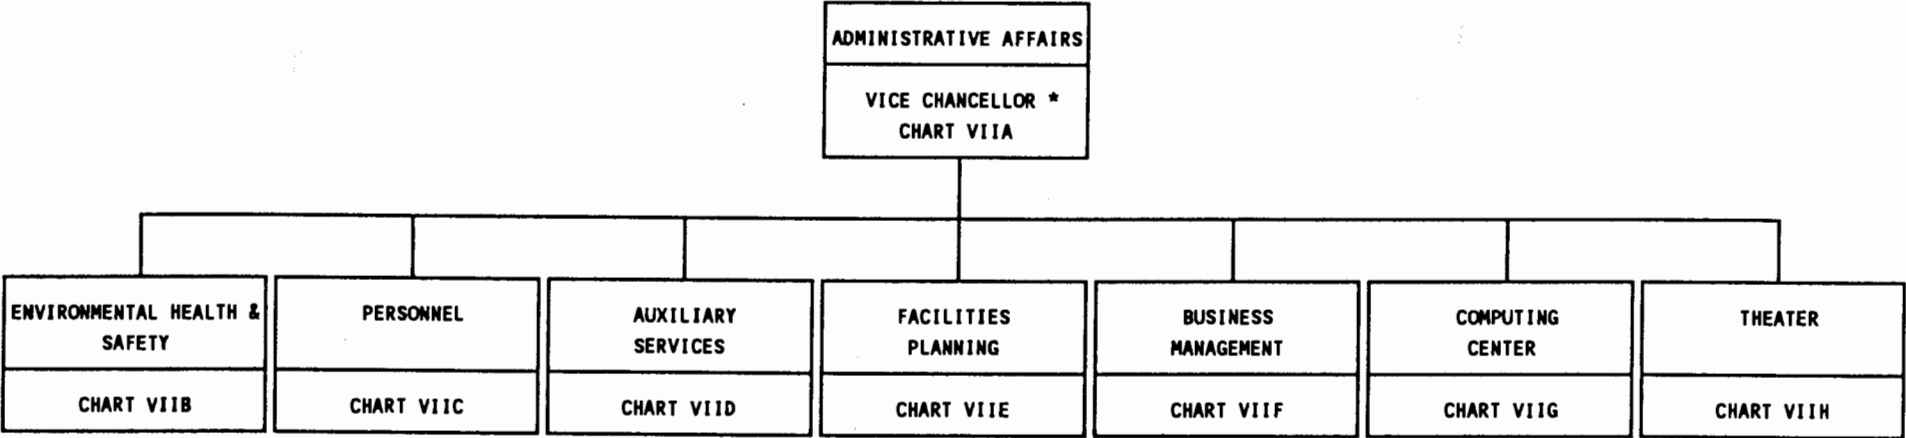 ADMINISTRATIVE AFFAIRS
VICE CHANCELLOR *
CHART VIIA
ENVIRONMENTAL HEALTH &
SAFETY
CHART VIIB
PERSONNEL
CHART VIIC
AUXILIARY
SERVICES
CHART VIID
FACILITIES
PLANNING
CHART VIIE
BUSINESS
MANAGEMENT
CHART VIIF
COMPUTING
CENTER
CHART VIIG
THEATER
CHART VIIH